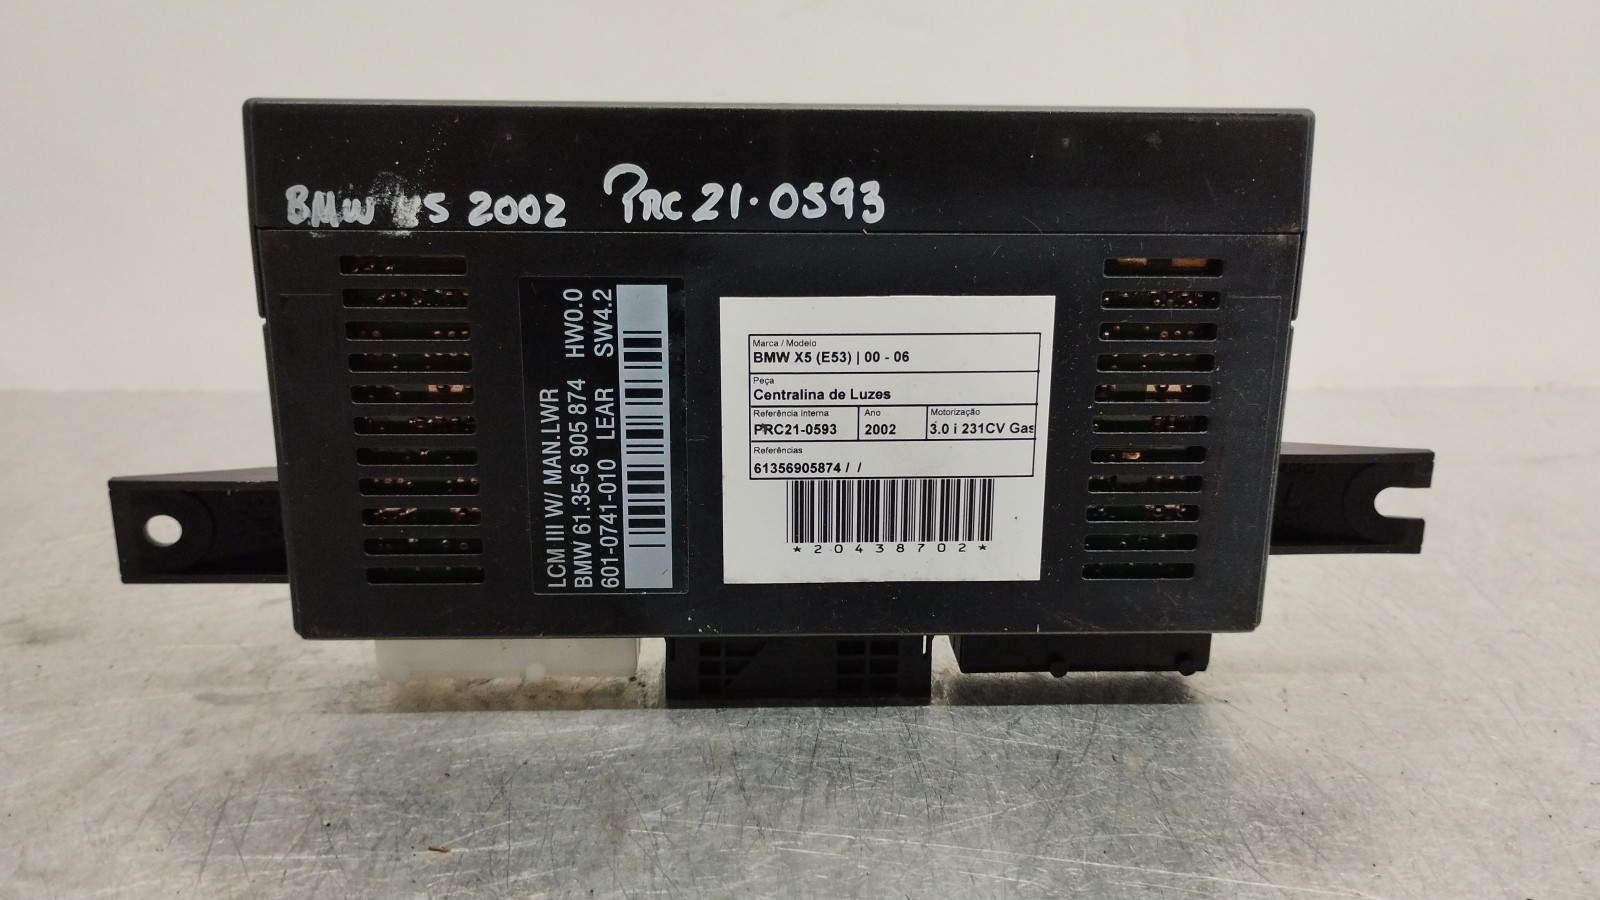 BMW X5 2002 PRC 21·0593
LCM III W/ MAN.LWR
BMW 61.35-6 905 874 HW0.0
601-0741-010 LEAR SW4.2
Marca / Modelo
BMW X5 (E53) | 00 - 06
Peça
Centralina de Luzes
Referência Interna Ano Motorização
PRC21-0593 2002 3.0 i 231CV Gas
Referências
61356905874 / /
*20438702*